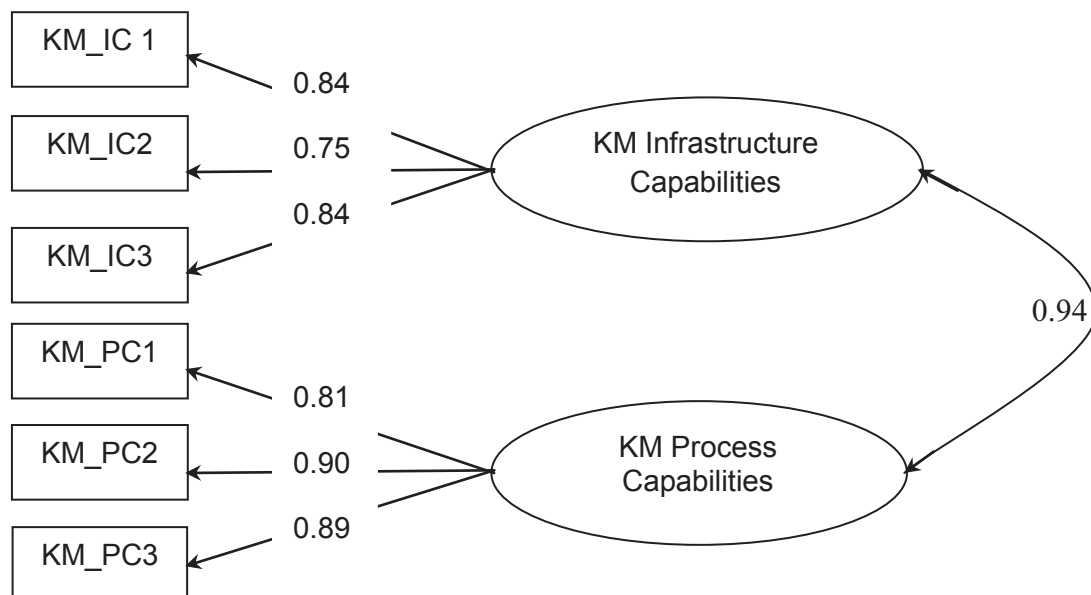 KM_IC 1
0.84
KM_IC2
0.75
KM Infrastructure
Capabilities
0.84
KM_IC3
0.94
KM_PC1
0.81
KM_PC2
0.90
KM Process
Capabilities
0.89
KM_PC3